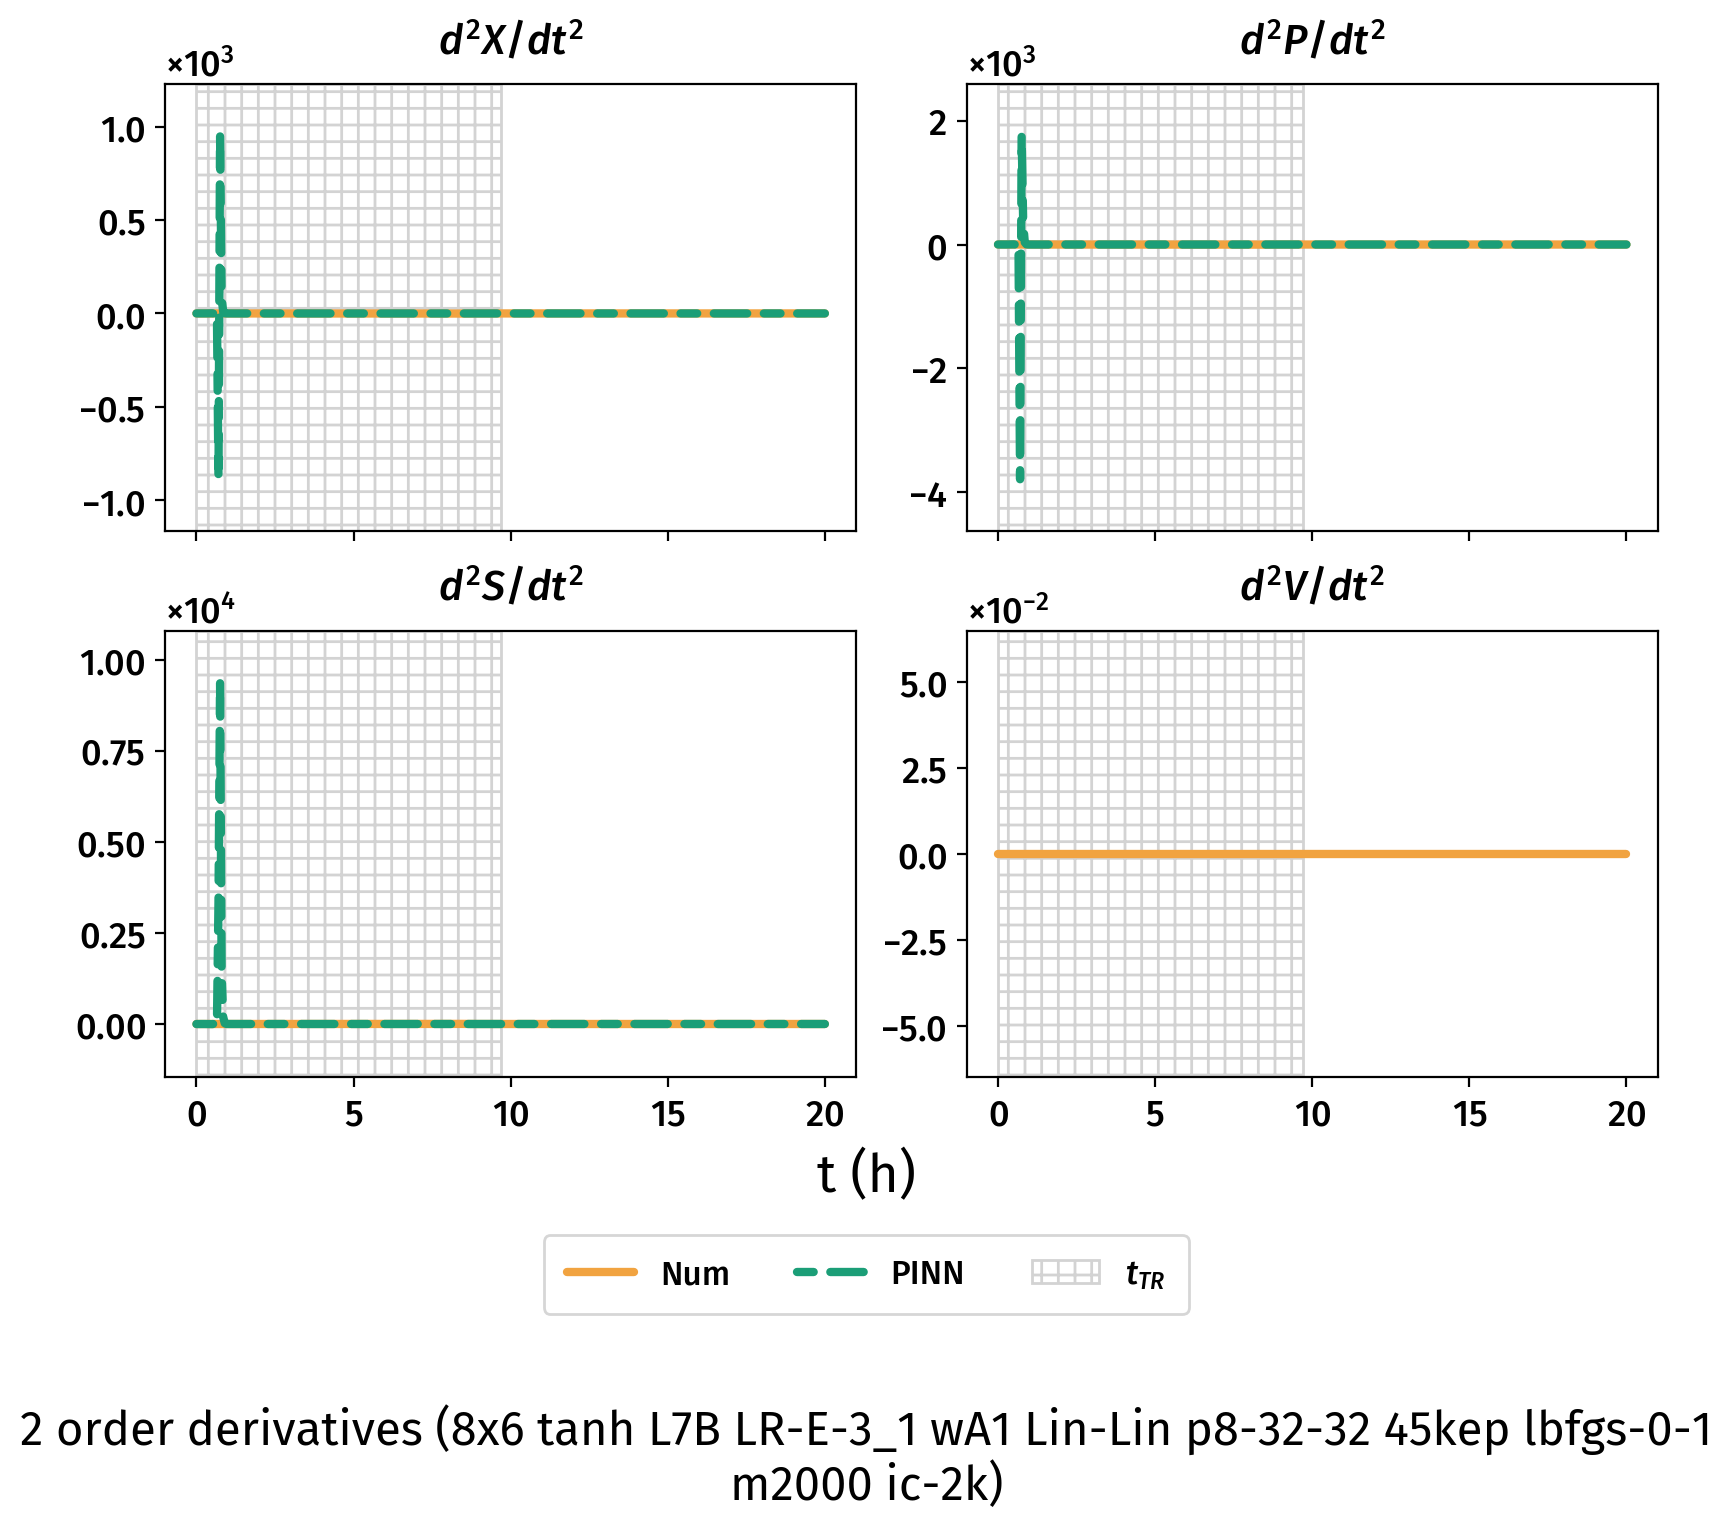 d²X/dt²
d²P/dt²
×10³
×10³
1.0
0.5
0.0
−0.5
−1.0
2
0
−2
−4
d²S/dt²
d²V/dt²
×10⁴
×10⁻²
1.00
0.75
0.50
0.25
0.00
5.0
2.5
0.0
−2.5
−5.0
0 5 10 15 20
0 5 10 15 20
t (h)
Num PINN t_TR
2 order derivatives (8x6 tanh L7B LR-E-3_1 wA1 Lin-Lin p8-32-32 45kep lbfgs-0-1
m2000 ic-2k)